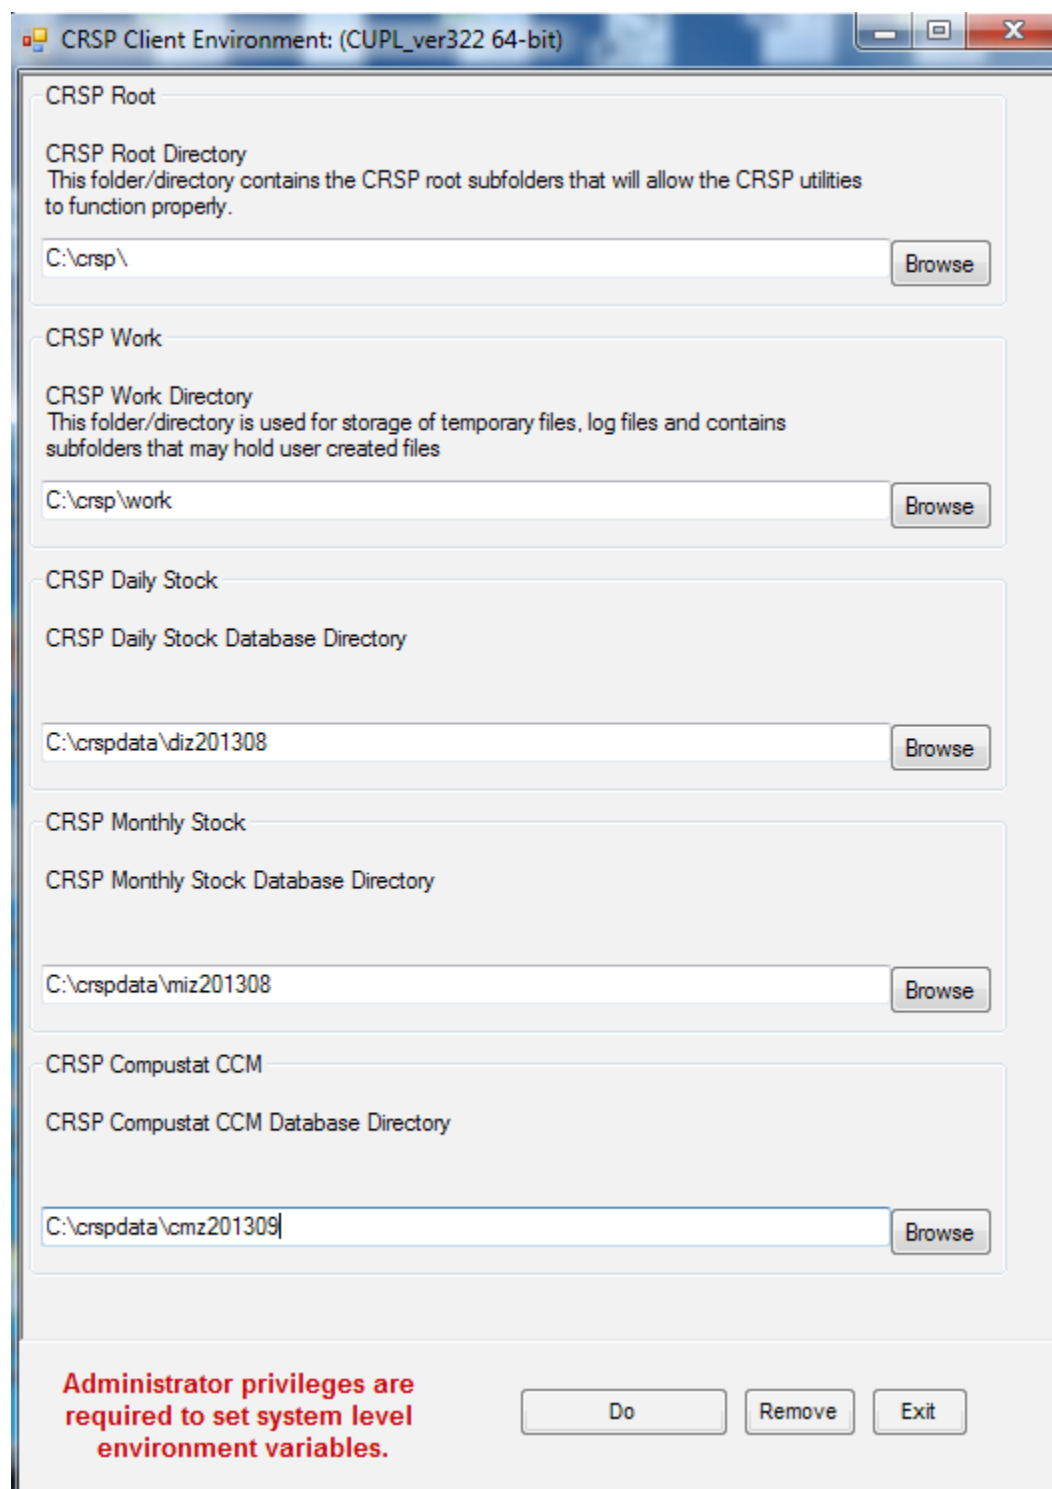 CRSP Client Environment: (CUPL_ver322 64-bit)
CRSP Root
CRSP Root Directory
This folder/directory contains the CRSP root subfolders that will allow the CRSP utilities
to function properly.
C:\crsp\
Browse
CRSP Work
CRSP Work Directory
This folder/directory is used for storage of temporary files, log files and contains
subfolders that may hold user created files
C:\crsp\work
Browse
CRSP Daily Stock
CRSP Daily Stock Database Directory
C:\crspdata\diz201308
Browse
CRSP Monthly Stock
CRSP Monthly Stock Database Directory
C:\crspdata\miz201308
Browse
CRSP Compustat CCM
CRSP Compustat CCM Database Directory
C:\crspdata\cmz201309
Browse
Administrator privileges are
required to set system level
environment variables.
Do
Remove
Exit